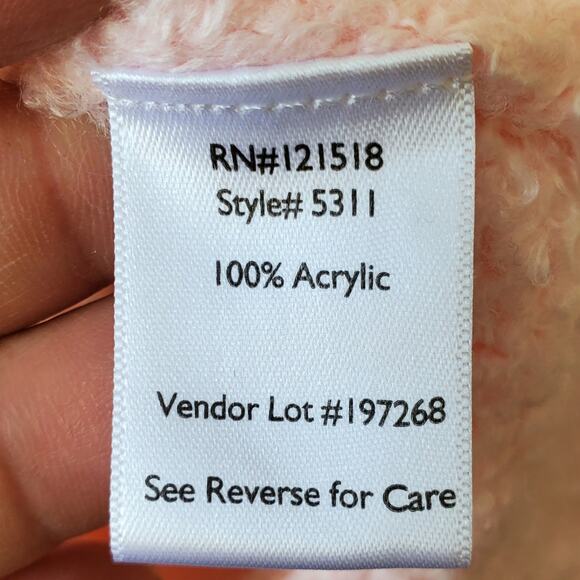 RN#121518
Style# 5311
100% Acrylic
Vendor Lot #197268
See Reverse for Care